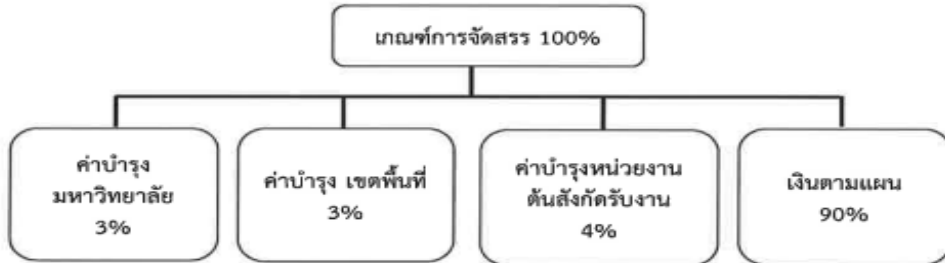 เกณฑ์การจัดสรร 100%
ค่าบำรุง
มหาวิทยาลัย
3%
ค่าบำรุง เขตพื้นที่
3%
ค่าบำรุงหน่วยงาน
ต้นสังกัดรับงาน
4%
เงินตามแผน
90%